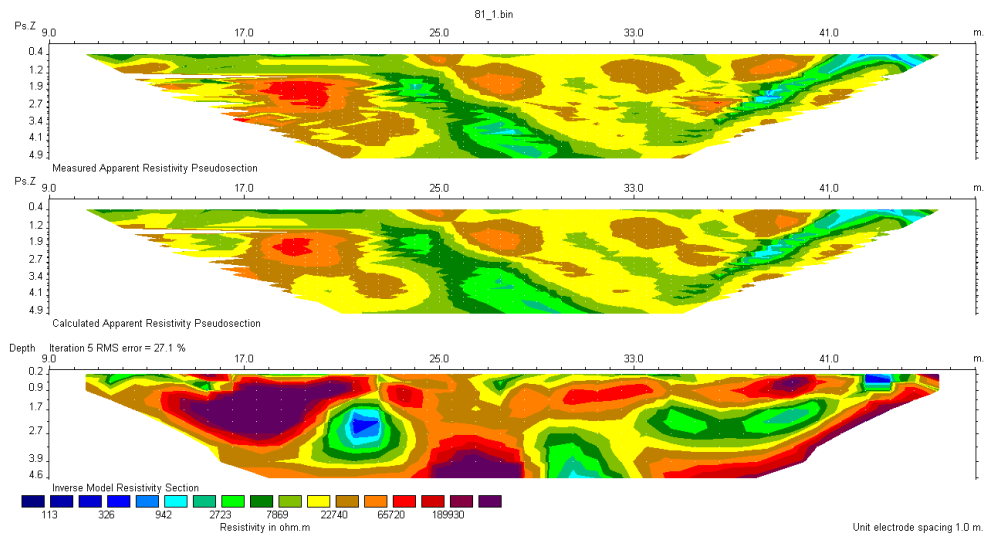 81_1.bin
Ps.Z 9.0 17.0 25.0 33.0 41.0 m.
0.4
1.2
1.9
2.7
3.4
4.1
4.9
Measured Apparent Resistivity Pseudosection
Ps.Z 9.0 17.0 25.0 33.0 41.0 m.
0.4
1.2
1.9
2.7
3.4
4.1
4.9
Calculated Apparent Resistivity Pseudosection
Depth Iteration 5 RMS error = 27.1 %
9.0 17.0 25.0 33.0 41.0 m.
0.2
0.9
1.7
2.7
3.9
4.6
Inverse Model Resistivity Section
113 326 942 2723 7869 22740 65720 189930
Resistivity in ohm.m Unit electrode spacing 1.0 m.